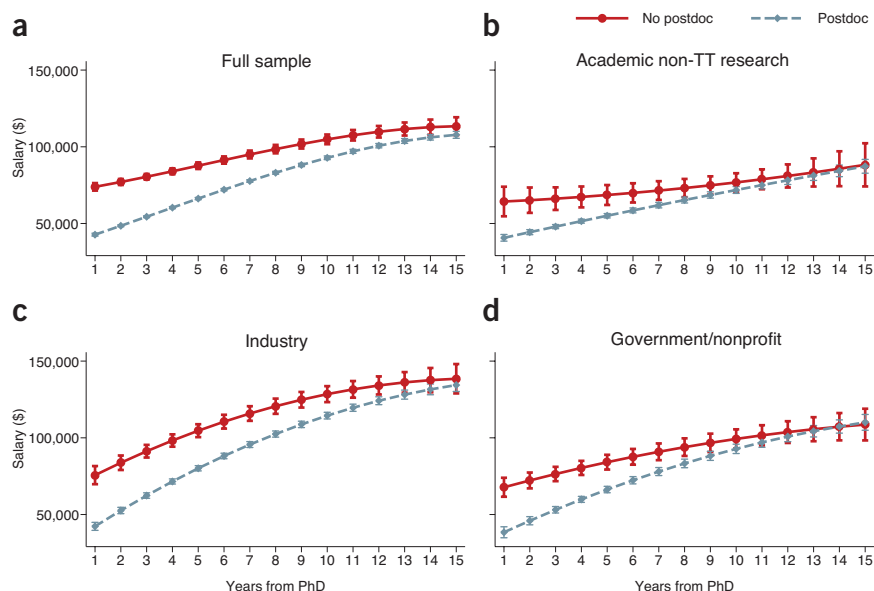 No postdoc Postdoc
a b
Full sample Academic non-TT research
150,000
100,000
50,000
Salary ($)
1 2 3 4 5 6 7 8 9 10 11 12 13 14 15
1 2 3 4 5 6 7 8 9 10 11 12 13 14 15
c d
Industry Government/nonprofit
150,000
100,000
50,000
Salary ($)
1 2 3 4 5 6 7 8 9 10 11 12 13 14 15
1 2 3 4 5 6 7 8 9 10 11 12 13 14 15
Years from PhD Years from PhD